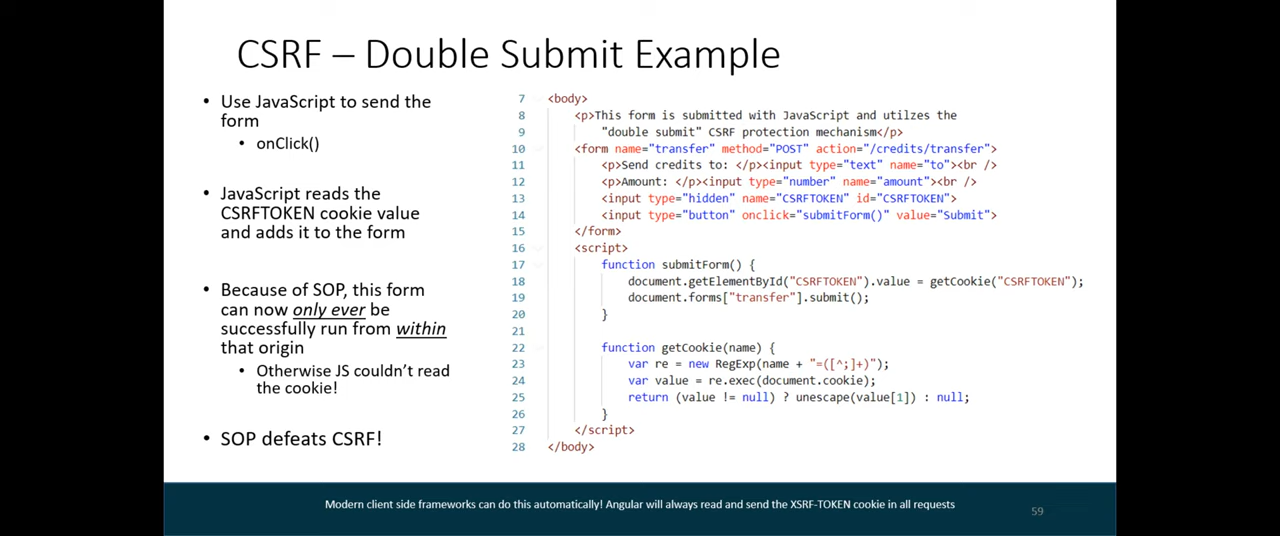 CSRF – Double Submit Example
• Use JavaScript to send the
form
• onClick()
• JavaScript reads the
CSRFTOKEN cookie value
and adds it to the form
• Because of SOP, this form
can now only ever be
successfully run from within
that origin
• Otherwise JS couldn't read
the cookie!
• SOP defeats CSRF!
7 <body>
8 <p>This form is submitted with JavaScript and utilzes the
9 "double submit" CSRF protection mechanism</p>
10 <form name="transfer" method="POST" action="/credits/transfer">
11 <p>Send credits to: </p><input type="text" name="to"><br />
12 <p>Amount: </p><input type="number" name="amount"><br />
13 <input type="hidden" name="CSRFTOKEN" id="CSRFTOKEN">
14 <input type="button" onclick="submitForm()" value="Submit">
15 </form>
16 <script>
17 function submitForm() {
18 document.getElementById("CSRFTOKEN").value = getCookie("CSRFTOKEN");
19 document.forms["transfer"].submit();
20 }
21
22 function getCookie(name) {
23 var re = new RegExp(name + "=([^;]+)");
24 var value = re.exec(document.cookie);
25 return (value != null) ? unescape(value[1]) : null;
26 }
27 </script>
28 </body>
Modern client side frameworks can do this automatically! Angular will always read and send the XSRF-TOKEN cookie in all requests
59